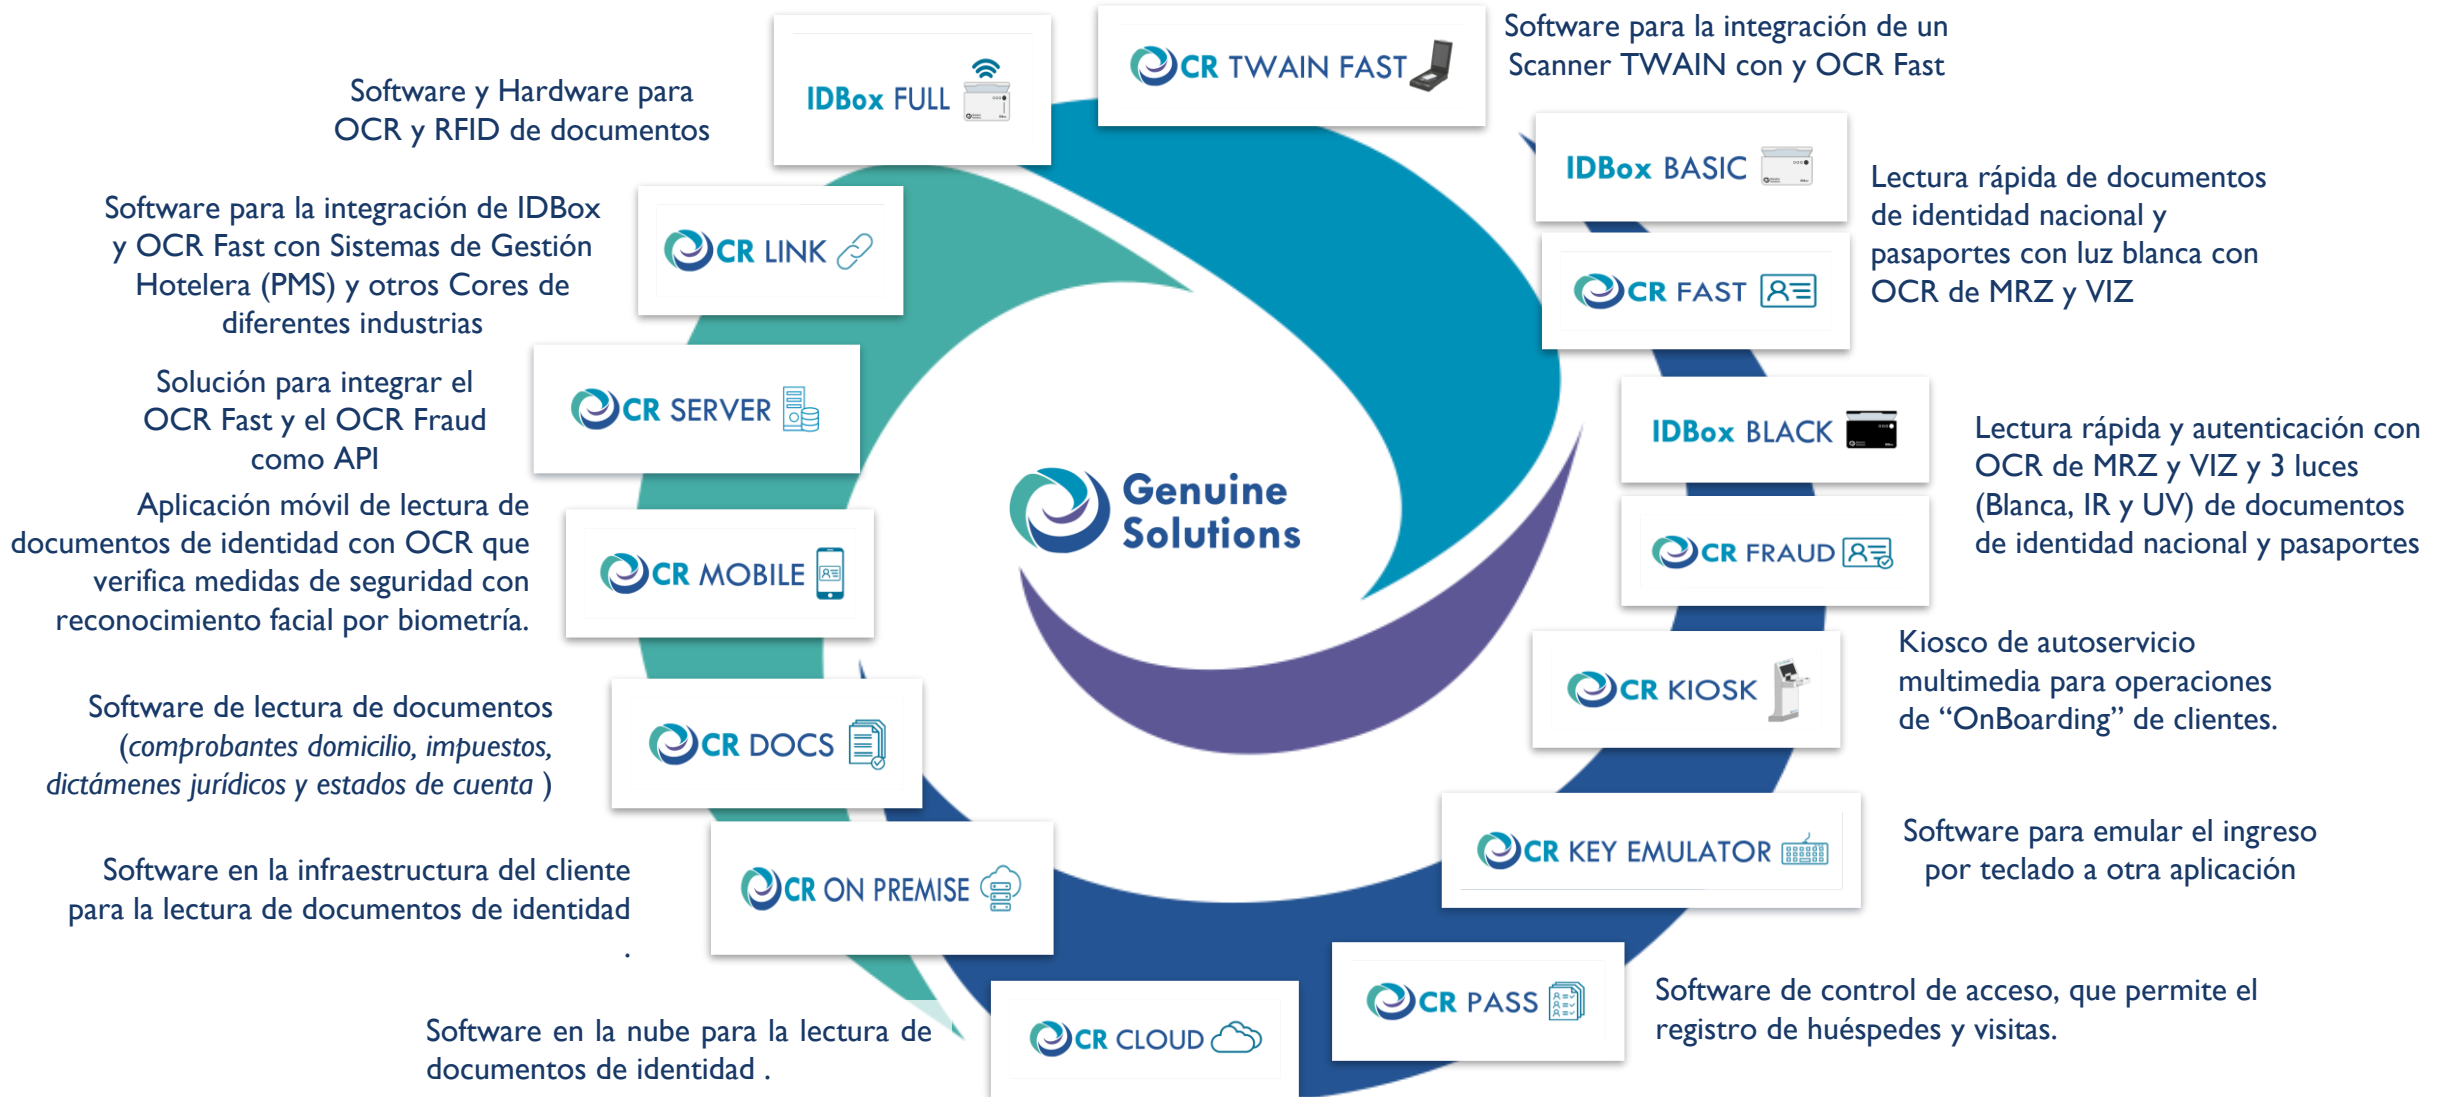 IDBox FULL
Software y Hardware para
OCR y RFID de documentos
OCR TWAIN FAST
Software para la integración de un
Scanner TWAIN con y OCR Fast
IDBox BASIC
OCR FAST
Lectura rápida de documentos
de identidad nacional y
pasaportes con luz blanca con
OCR de MRZ y VIZ
OCR LINK
Software para la integración de IDBox
y OCR Fast con Sistemas de Gestión
Hotelera (PMS) y otros Cores de
diferentes industrias
OCR SERVER
Solución para integrar el
OCR Fast y el OCR Fraud
como API
IDBox BLACK
OCR FRAUD
Lectura rápida y autenticación con
OCR de MRZ y VIZ y 3 luces
(Blanca, IR y UV) de documentos
de identidad nacional y pasaportes
Genuine
Solutions
OCR MOBILE
Aplicación móvil de lectura de
documentos de identidad con OCR que
verifica medidas de seguridad con
reconocimiento facial por biometría.
OCR KIOSK
Kiosco de autoservicio
multimedia para operaciones
de “OnBoarding” de clientes.
OCR DOCS
Software de lectura de documentos
(comprobantes domicilio, impuestos,
dictámenes jurídicos y estados de cuenta )
OCR KEY EMULATOR
Software para emular el ingreso
por teclado a otra aplicación
OCR ON PREMISE
Software en la infraestructura del cliente
para la lectura de documentos de identidad
.
OCR PASS
Software de control de acceso, que permite el
registro de huéspedes y visitas.
OCR CLOUD
Software en la nube para la lectura de
documentos de identidad .